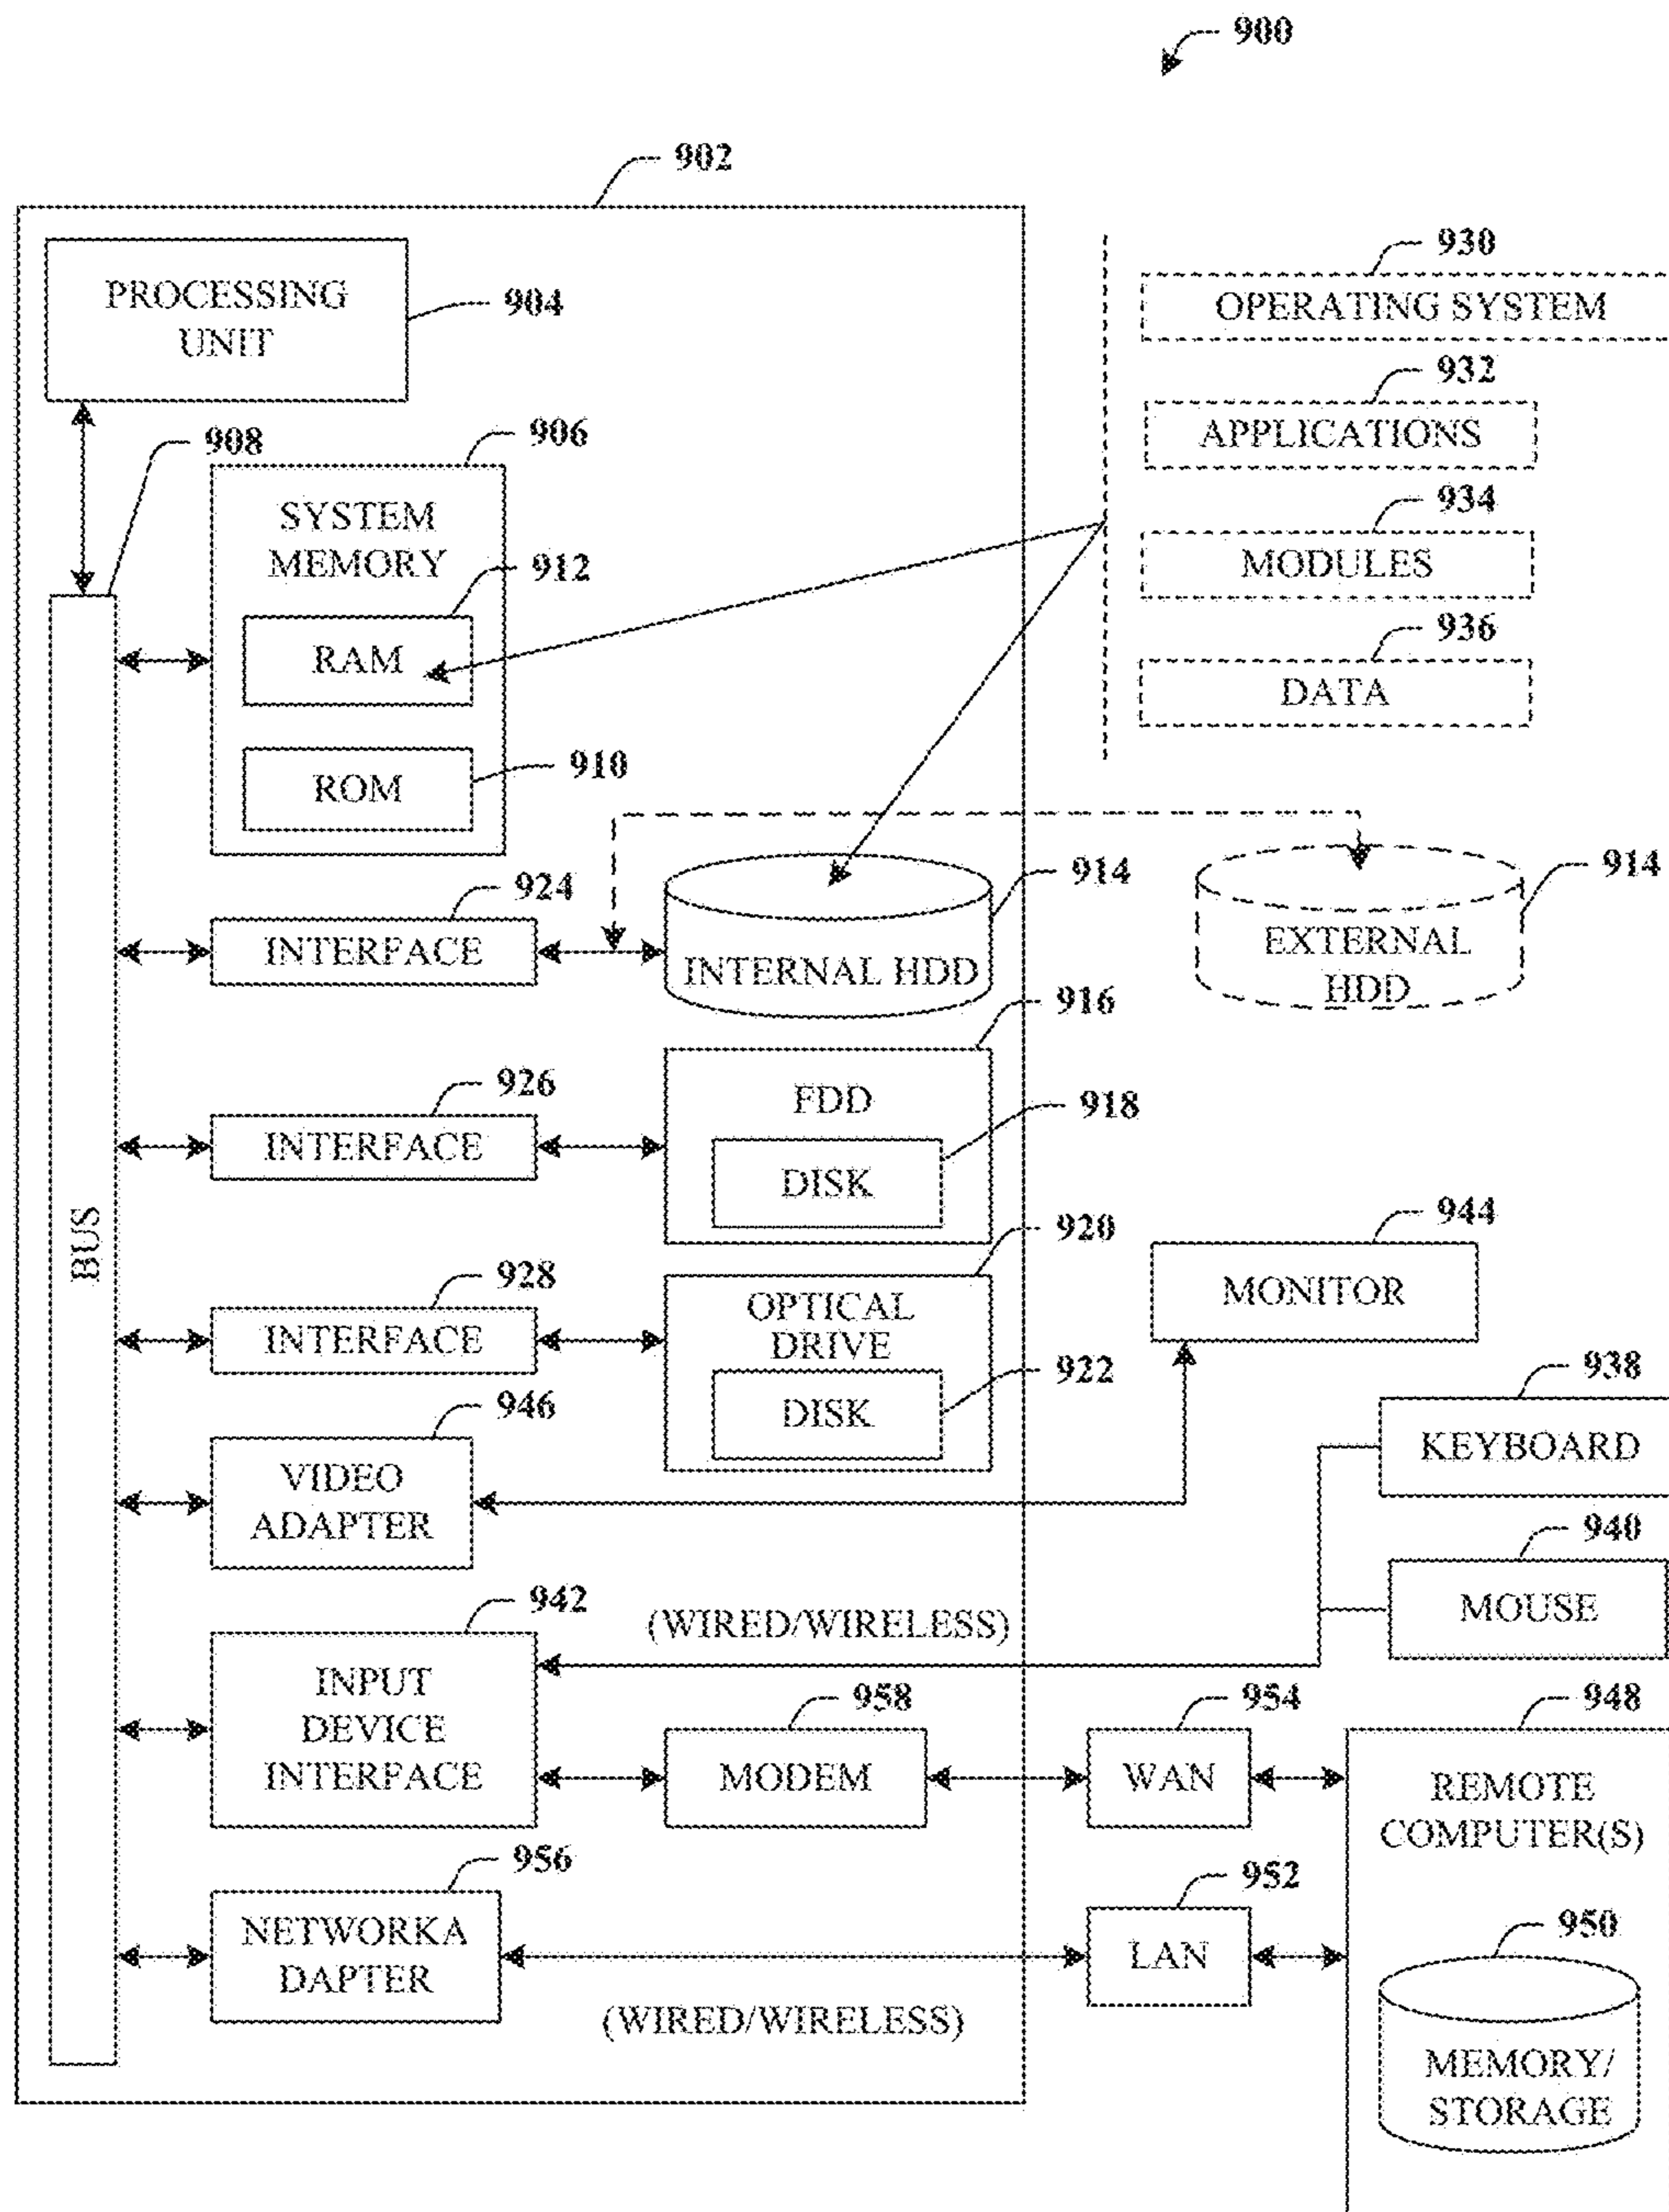 900
902
PROCESSING
UNIT
904
908
906
SYSTEM
MEMORY
912
RAM
910
ROM
930
OPERATING SYSTEM
932
APPLICATIONS
934
MODULES
936
DATA
924
INTERFACE
914
INTERNAL HDD
914
EXTERNAL
HDD
916
926
INTERFACE
FDD
918
DISK
BUS
920
928
INTERFACE
OPTICAL
DRIVE
922
DISK
944
MONITOR
946
VIDEO
ADAPTER
938
KEYBOARD
940
MOUSE
942
(WIRED/WIRELESS)
INPUT
DEVICE
INTERFACE
958
MODEM
954
WAN
948
REMOTE
COMPUTER(S)
956
NETWORKA
DAPTER
952
LAN
(WIRED/WIRELESS)
950
MEMORY/
STORAGE